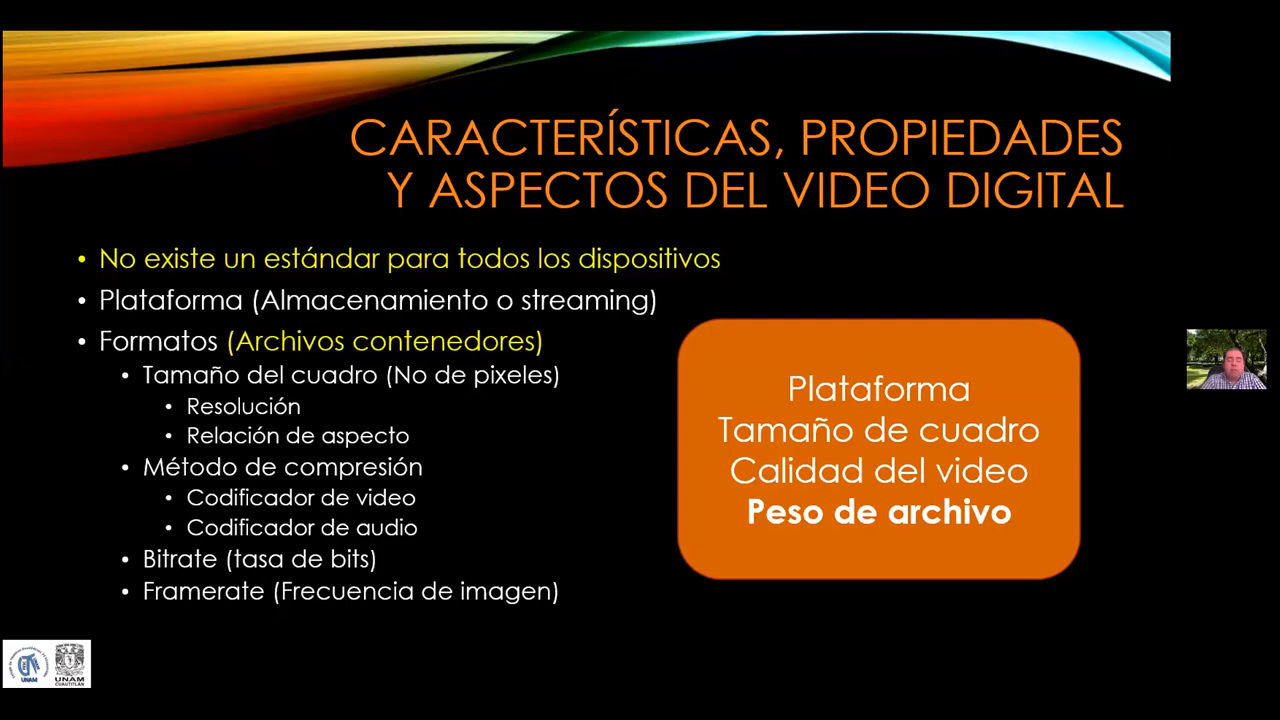 CARACTERÍSTICAS, PROPIEDADES
Y ASPECTOS DEL VIDEO DIGITAL
• No existe un estándar para todos los dispositivos
• Plataforma (Almacenamiento o streaming)
• Formatos (Archivos contenedores)
• Tamaño del cuadro (No de pixeles)
• Resolución
• Relación de aspecto
• Método de compresión
• Codificador de video
• Codificador de audio
• Bitrate (tasa de bits)
• Framerate (Frecuencia de imagen)
Plataforma
Tamaño de cuadro
Calidad del video
Peso de archivo
UNAM
UNAM
CUAUTITLÁN